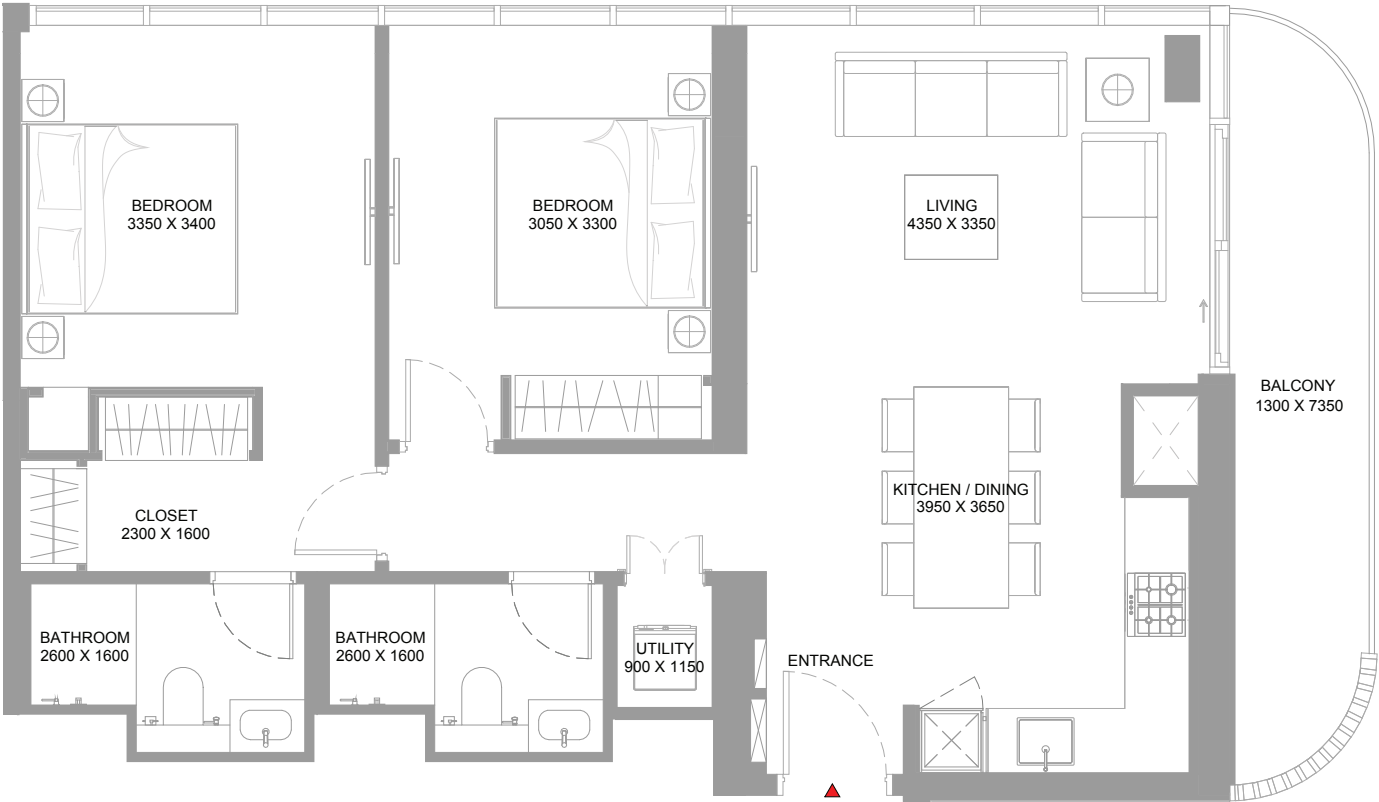 BEDROOM
3350 X 3400
BEDROOM
3050 X 3300
LIVING
4350 X 3350
BALCONY
1300 X 7350
KITCHEN / DINING
3950 X 3650
CLOSET
2300 X 1600
BATHROOM
2600 X 1600
BATHROOM
2600 X 1600
UTILITY
900 X 1150
ENTRANCE